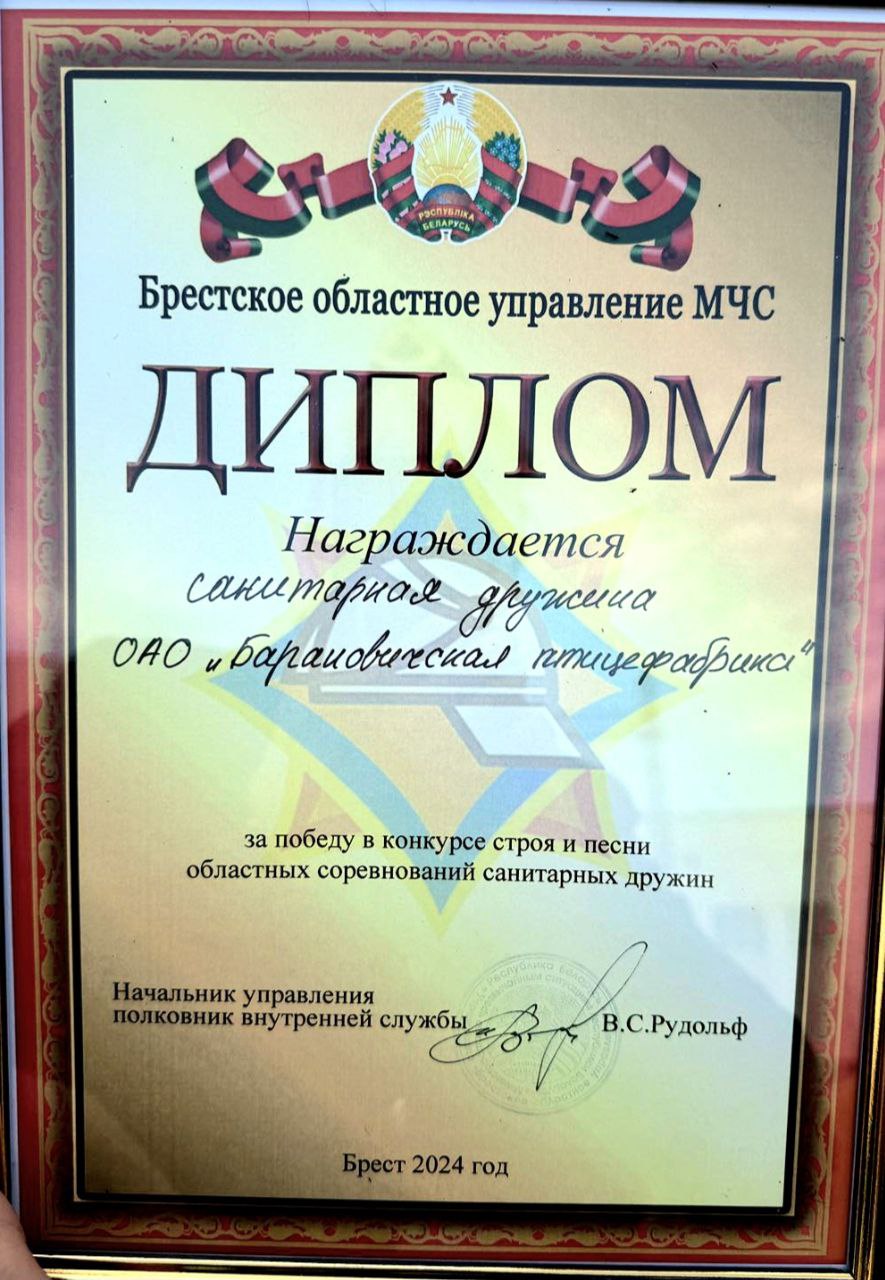 РЭСПУБЛІКА
БЕЛАРУСЬ
Брестское областное управление МЧС
ДИПЛОМ
Награждается
санитарная дружина
ОАО „Барановичская птицефабрика“
за победу в конкурсе строя и песни
областных соревнований санитарных дружин
Начальник управления
полковник внутренней службы
В.С.Рудольф
Брест 2024 год